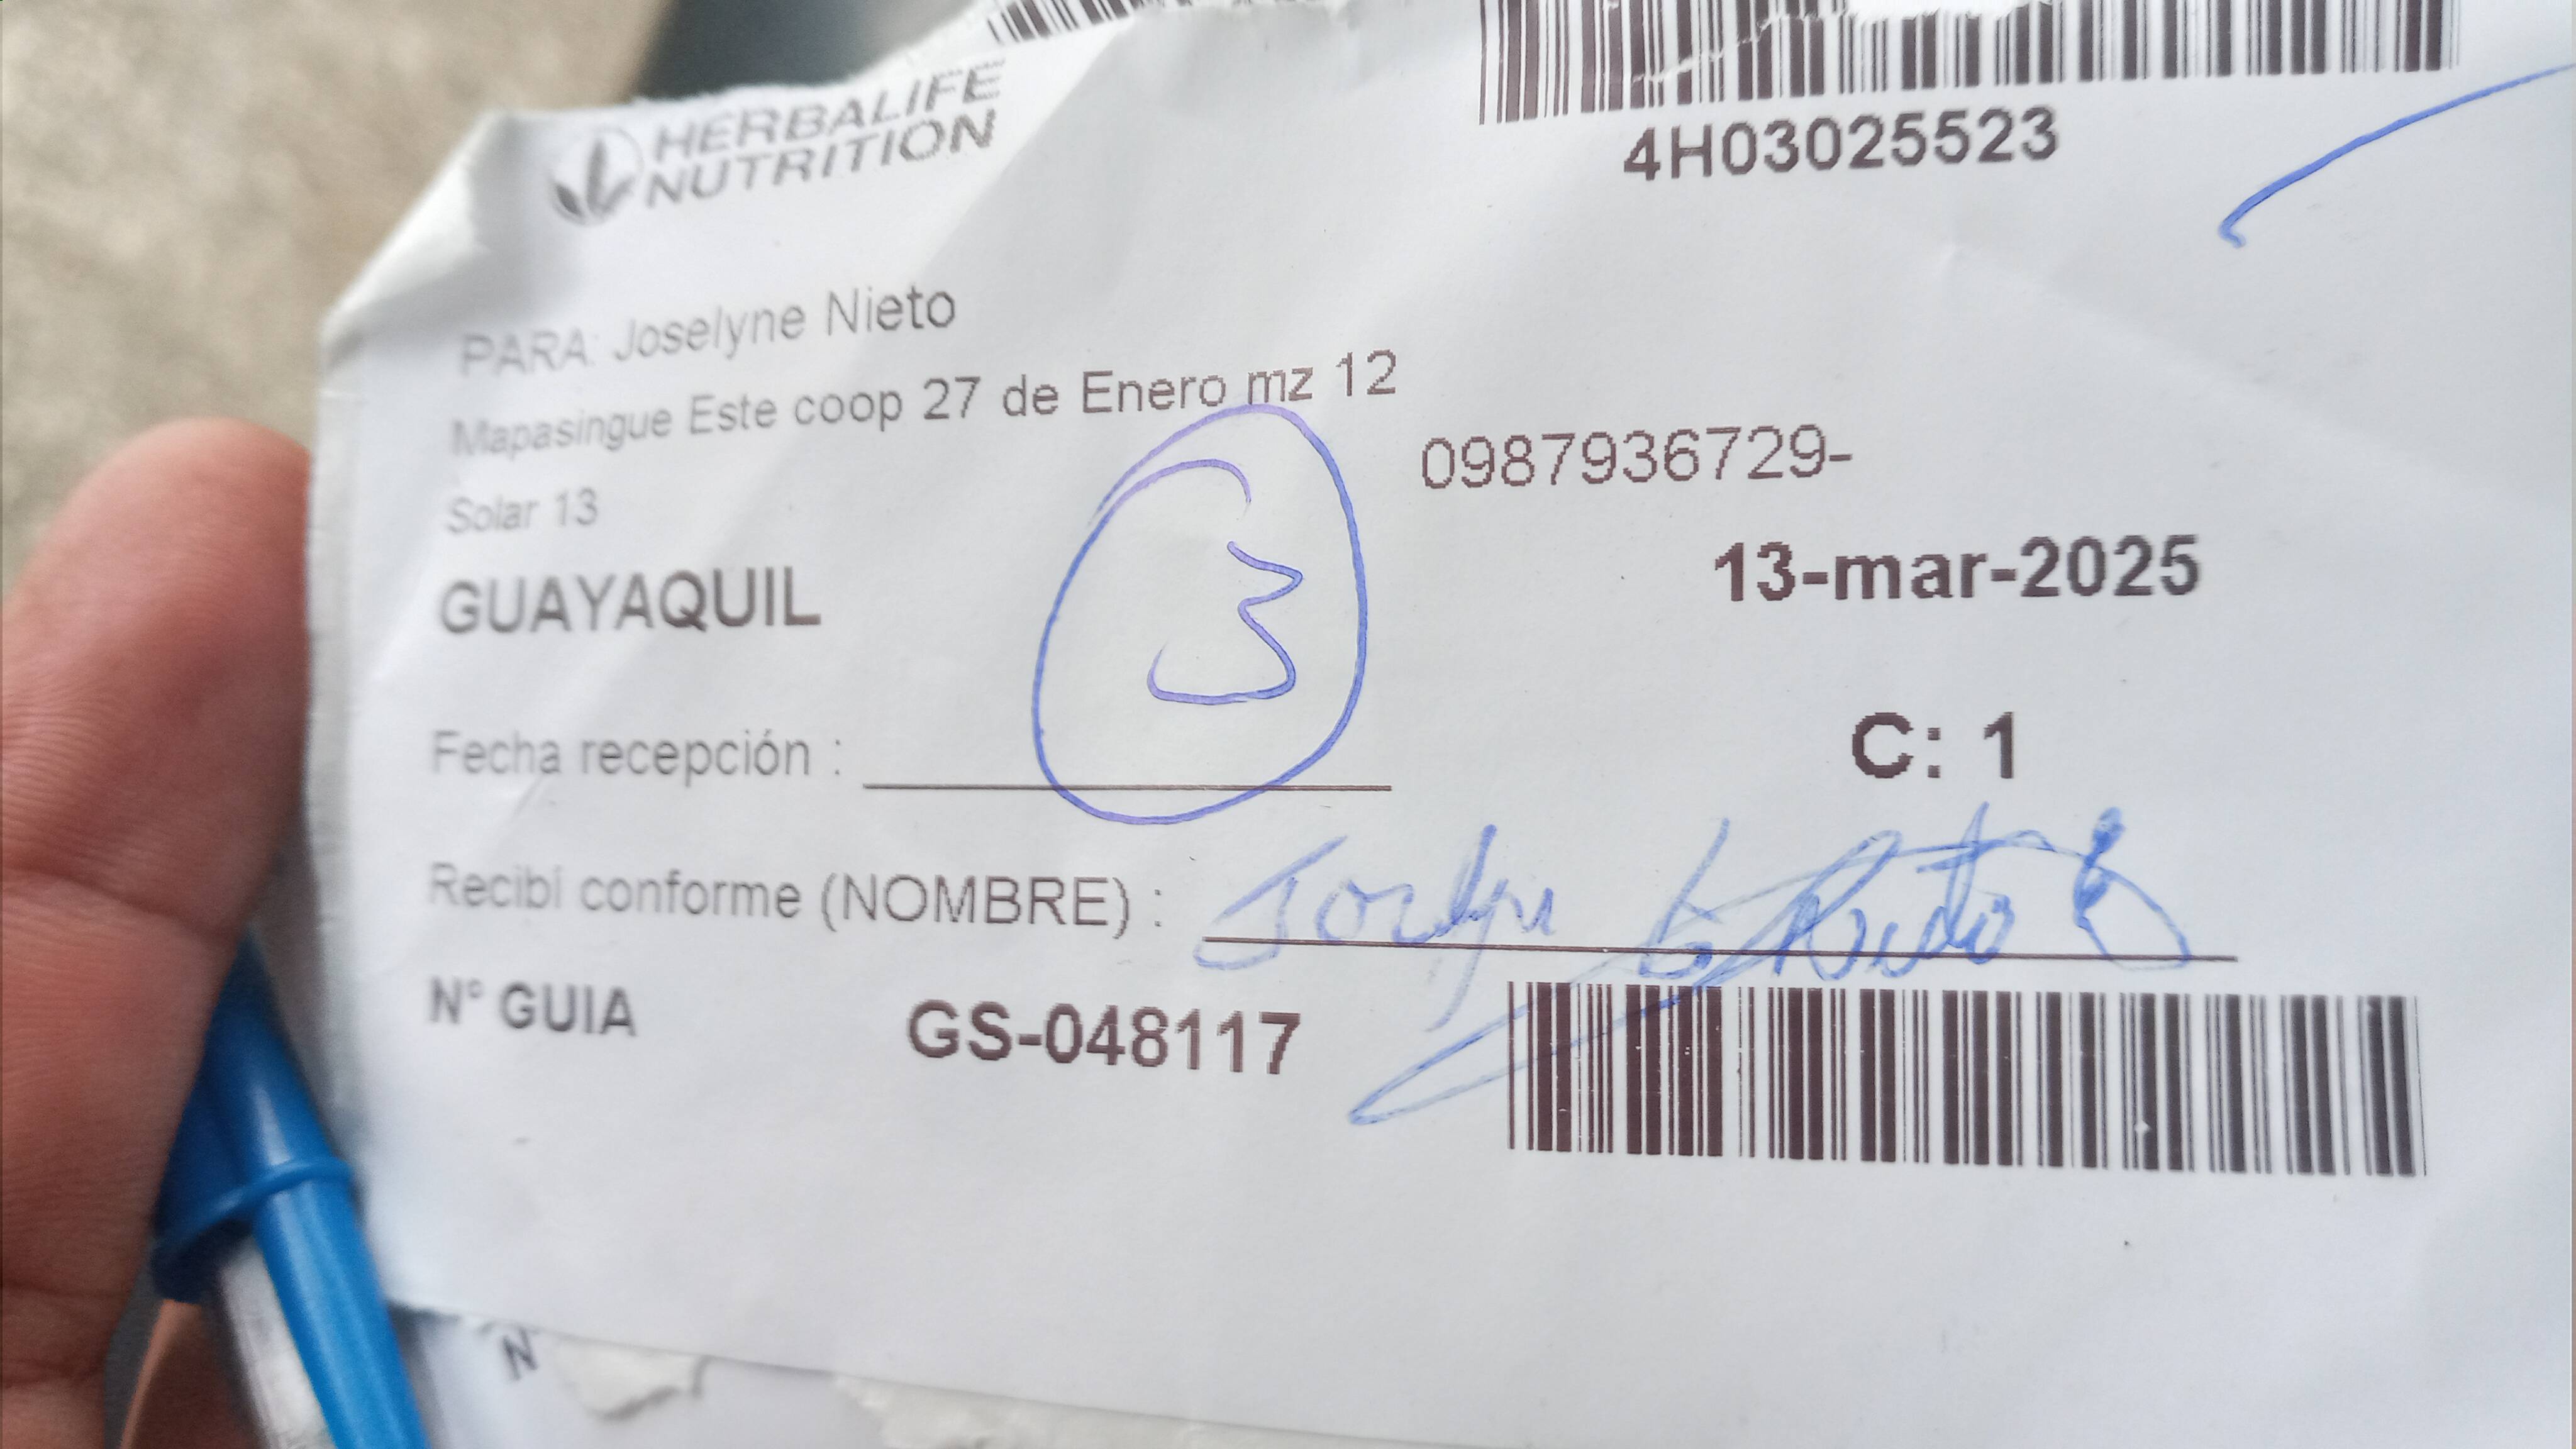 HERBALIFE
NUTRITION
4H03025523
PARA: Joselyne Nieto
Mapasingue Este coop 27 de Enero mz 12
0987936729-
Solar 13
13-mar-2025
GUAYAQUIL
3
Fecha recepción :
C: 1
Recibí conforme (NOMBRE) : Nieto
N° GUIA GS-048117
N